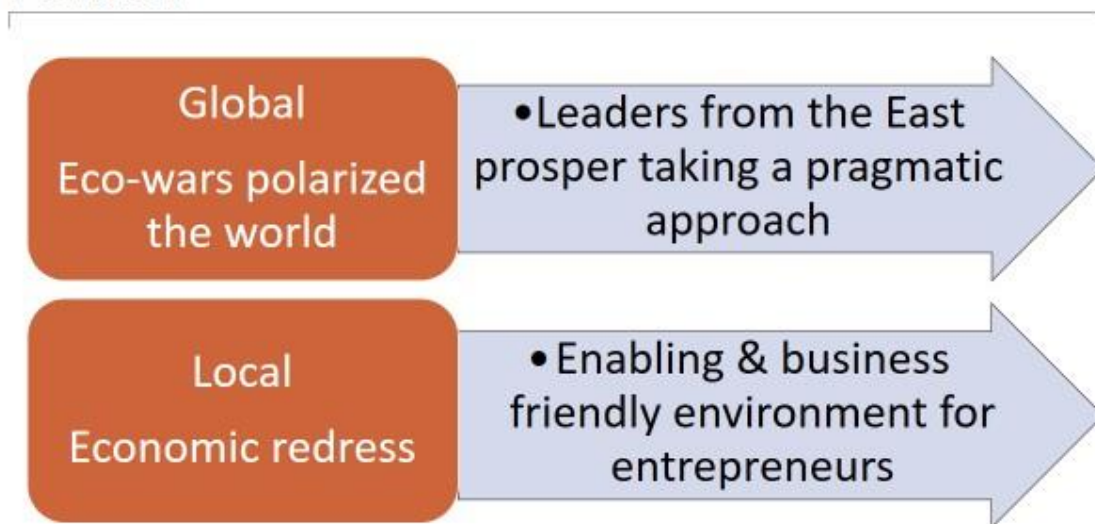 Global
Eco-wars polarized
the world
•Leaders from the East
prosper taking a pragmatic
approach
Local
Economic redress
• Enabling & business
friendly environment for
entrepreneurs